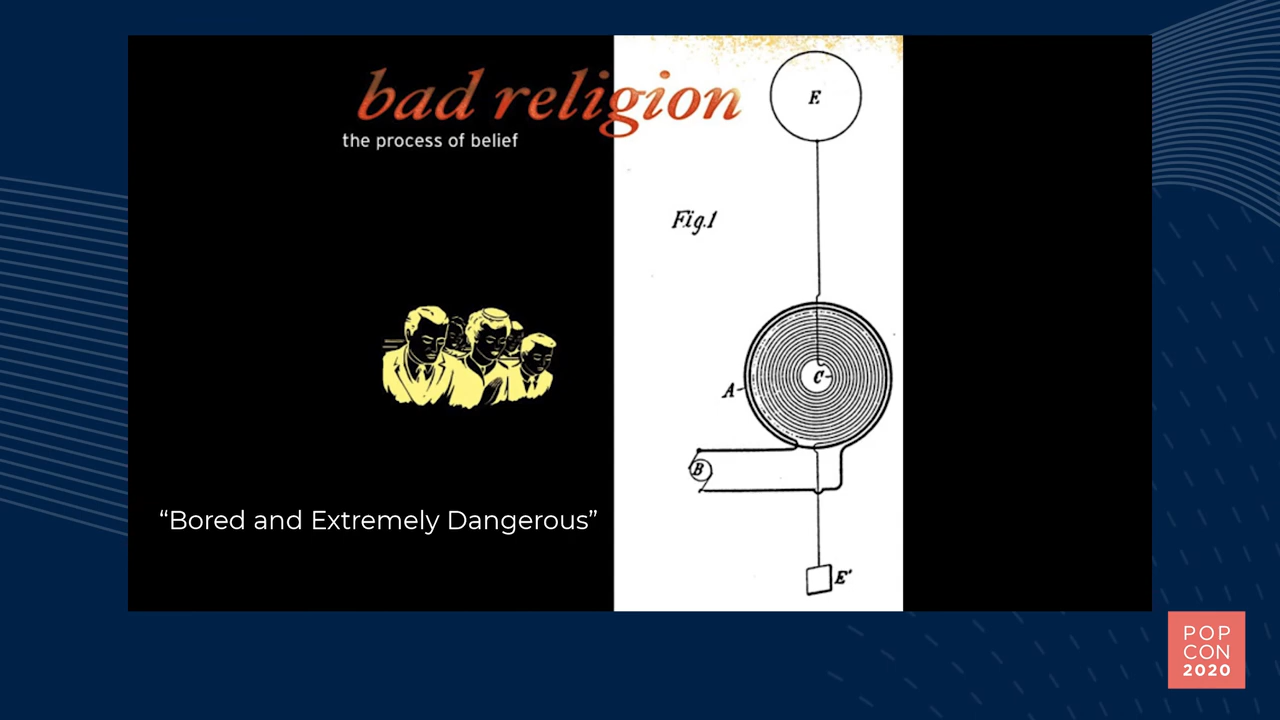 bad religion
the process of belief
E
Fig.1
C
A
B
“Bored and Extremely Dangerous”
E'
POP
CON
2020